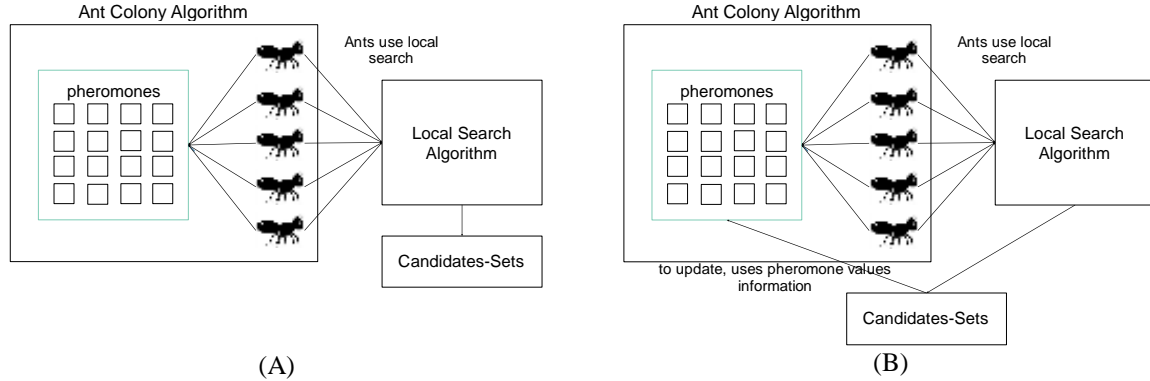 Ant Colony Algorithm
Ants use local
search
pheromones
Local Search
Algorithm
Candidates-Sets
(A)
Ant Colony Algorithm
Ants use local
search
pheromones
Local Search
Algorithm
to update, uses pheromone values
information
Candidates-Sets
(B)